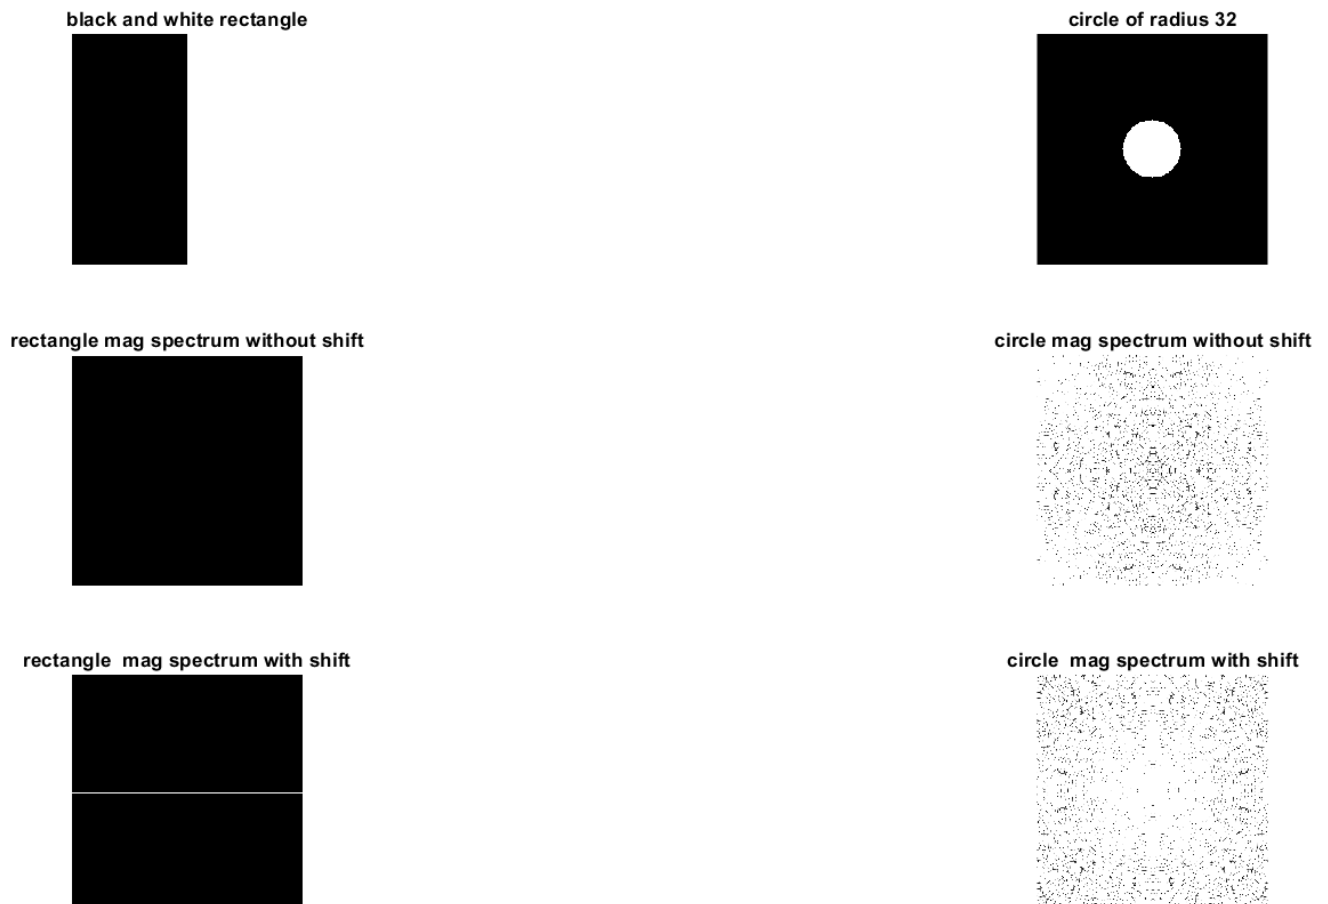 black and white rectangle
circle of radius 32
rectangle mag spectrum without shift
circle mag spectrum without shift
rectangle  mag spectrum with shift
circle  mag spectrum with shift